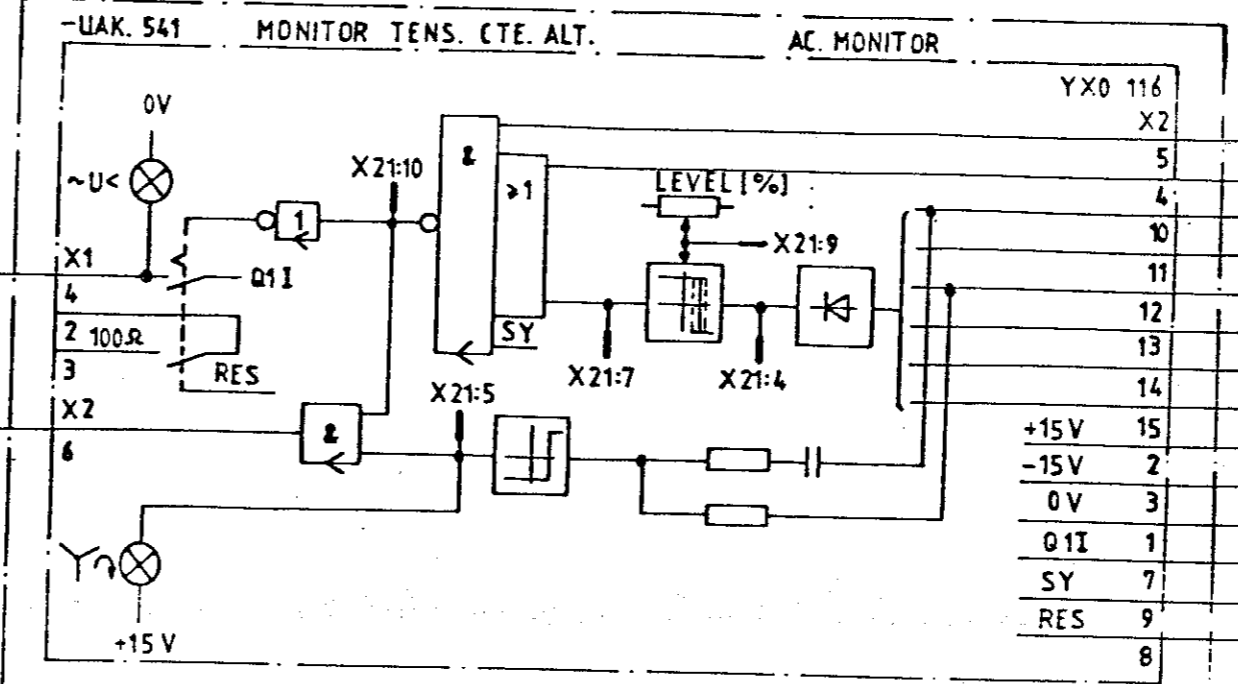 -UAK. 541 MONITOR TENS. CTE. ALT. AC. MONITOR
YXO 116
0V
X2
&
X21:10
5
~U<
≥1
LEVEL [%]
4
1
10
X21:9
X1
Q1I
11
4
12
2 100Ω
SY
13
3
RES
X21:7
X21:4
14
X2
X21:5
+15V 15
6
&
-15V 2
0V 3
Q1I 1
SY 7
RES 9
+15 V
8